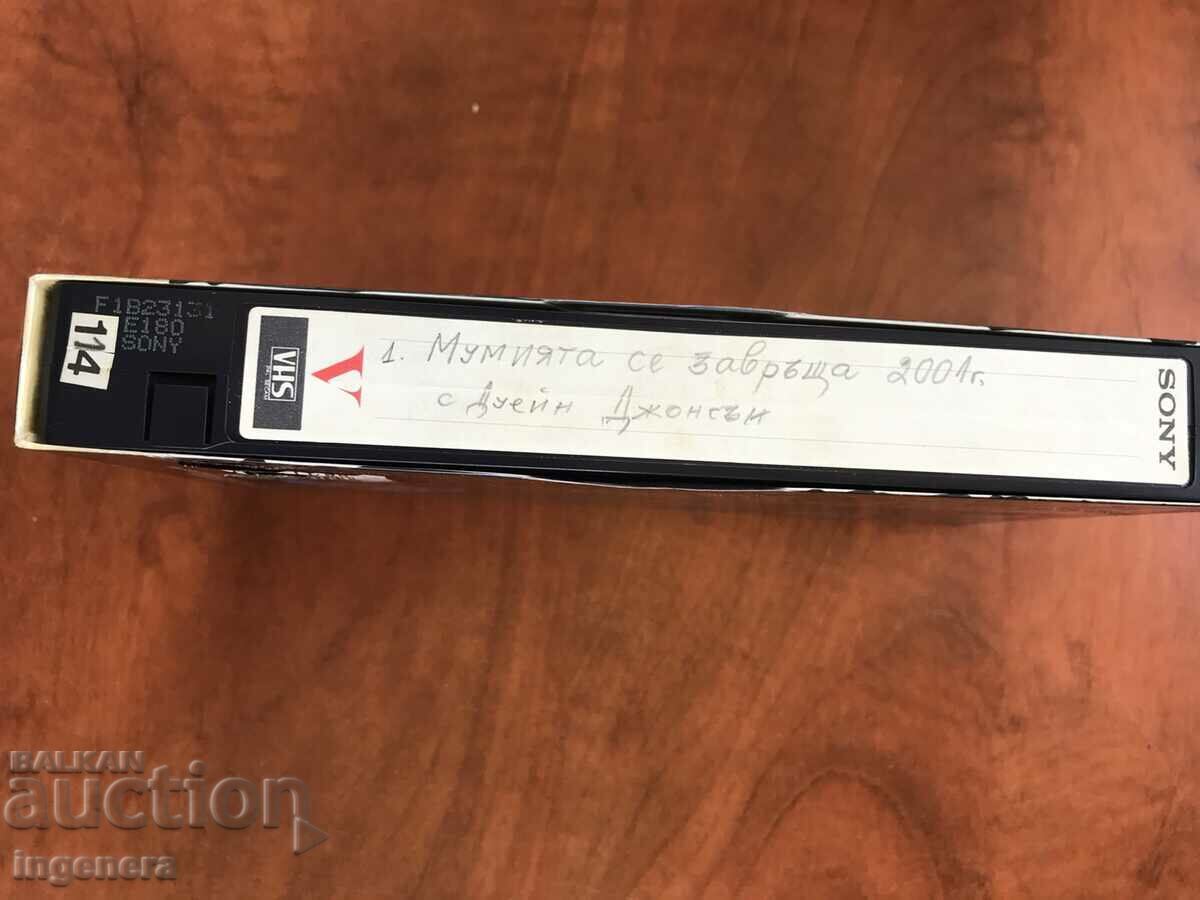 F1B23131
E180
SONY
114
VHS
V
1. Мумията се завръща 2001г.
с Дуейн Джонсън
SONY
BALKAN
auction
ingenera